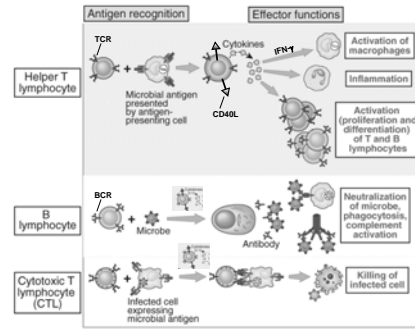 Antigen recognition
Effector functions
TCR
Cytokines
IFN-γ
Activation
of macrophages
Helper T
lymphocyte
Microbial antigen
presented
by antigen-
presenting cell
CD40L
Inflammation
Activation
(proliferation and
differentiation)
of T and B
lymphocytes
BCR
B
lymphocyte
Microbe
Antibody
Neutralization
of microbe,
phagocytosis,
complement
activation
Cytotoxic T
lymphocyte
(CTL)
Infected cell
expressing
microbial antigen
Killing of
infected cell